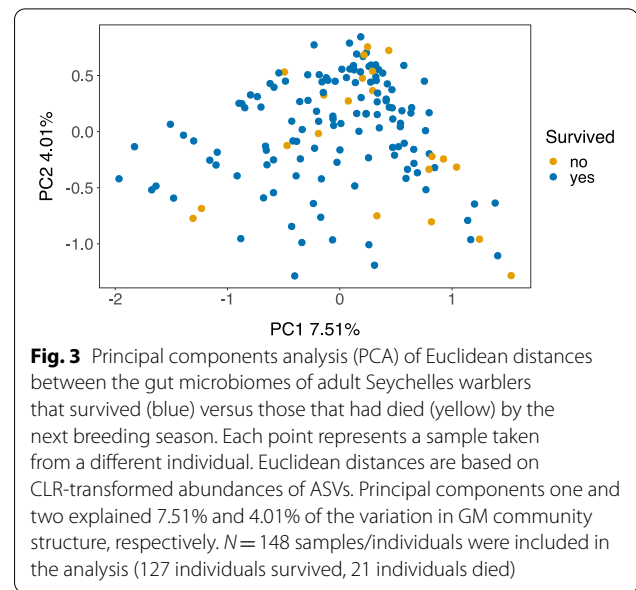 0.5
0.0
-0.5
-1.0
PC2 4.01%
-2
-1
0
1
PC1 7.51%
Survived
no
yes
Fig. 3 Principal components analysis (PCA) of Euclidean distances
between the gut microbiomes of adult Seychelles warblers
that survived (blue) versus those that had died (yellow) by the
next breeding season. Each point represents a sample taken
from a different individual. Euclidean distances are based on
CLR-transformed abundances of ASVs. Principal components one and
two explained 7.51% and 4.01% of the variation in GM community
structure, respectively. N = 148 samples/individuals were included in
the analysis (127 individuals survived, 21 individuals died)